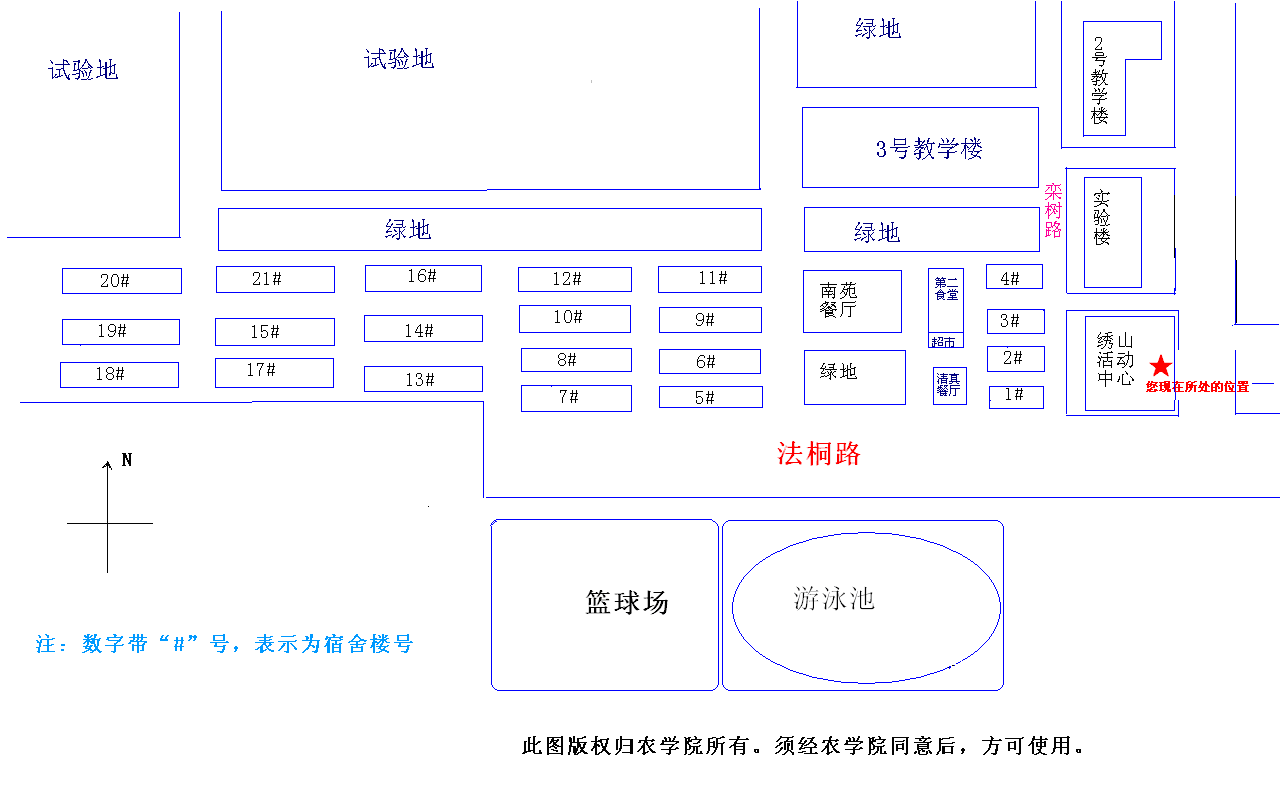 试验地
试验地
绿地
2号教学楼
3号教学楼
栾树路
实验楼
绿地
绿地
20#
21#
16#
12#
11#
南苑
餐厅
第二
食堂
4#
19#
15#
14#
10#
9#
超市
3#
绣山
活动
中心
18#
17#
13#
8#
6#
绿地
清真
餐厅
2#
您现在所处的位置
7#
5#
1#
法桐路
N
篮球场
游泳池
注：数字带“#”号，表示为宿舍楼号
此图版权归农学院所有。须经农学院同意后，方可使用。